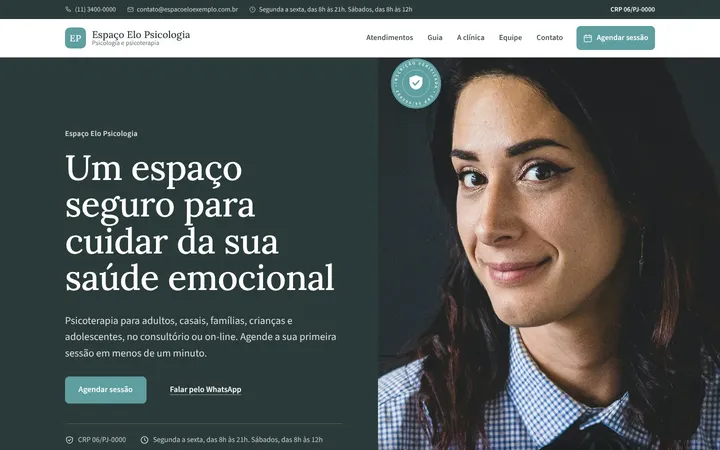 (11) 3400-0000
contato@espacoeloexemplo.com.br
Segunda a sexta, das 8h às 21h. Sábados, das 8h às 12h
CRP 06/PJ-0000
EP
Espaço Elo Psicologia
Psicologia e psicoterapia
Atendimentos
Guia
A clínica
Equipe
Contato
Agendar sessão
Espaço Elo Psicologia
Um espaço
seguro para
cuidar da sua
saúde emocional
Psicoterapia para adultos, casais, famílias, crianças e
adolescentes, no consultório ou on-line. Agende a sua primeira
sessão em menos de um minuto.
Agendar sessão
Falar pelo WhatsApp
CRP 06/PJ-0000
Segunda a sexta, das 8h às 21h. Sábados, das 8h às 12h